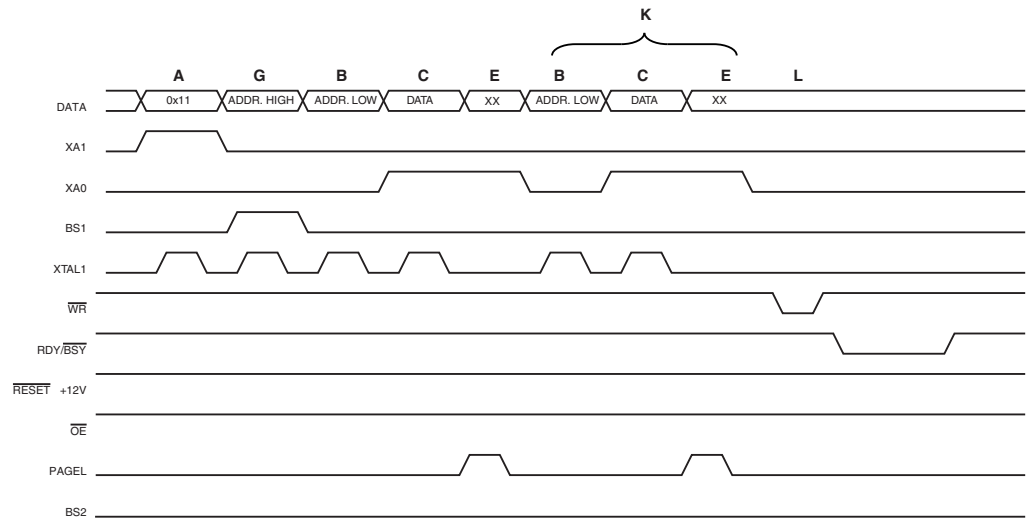 K
A G B C E B C E L
DATA 0x11 ADDR. HIGH ADDR. LOW DATA XX ADDR. LOW DATA XX
XA1
XA0
BS1
XTAL1
WR
RDY/BSY
RESET +12V
OE
PAGEL
BS2